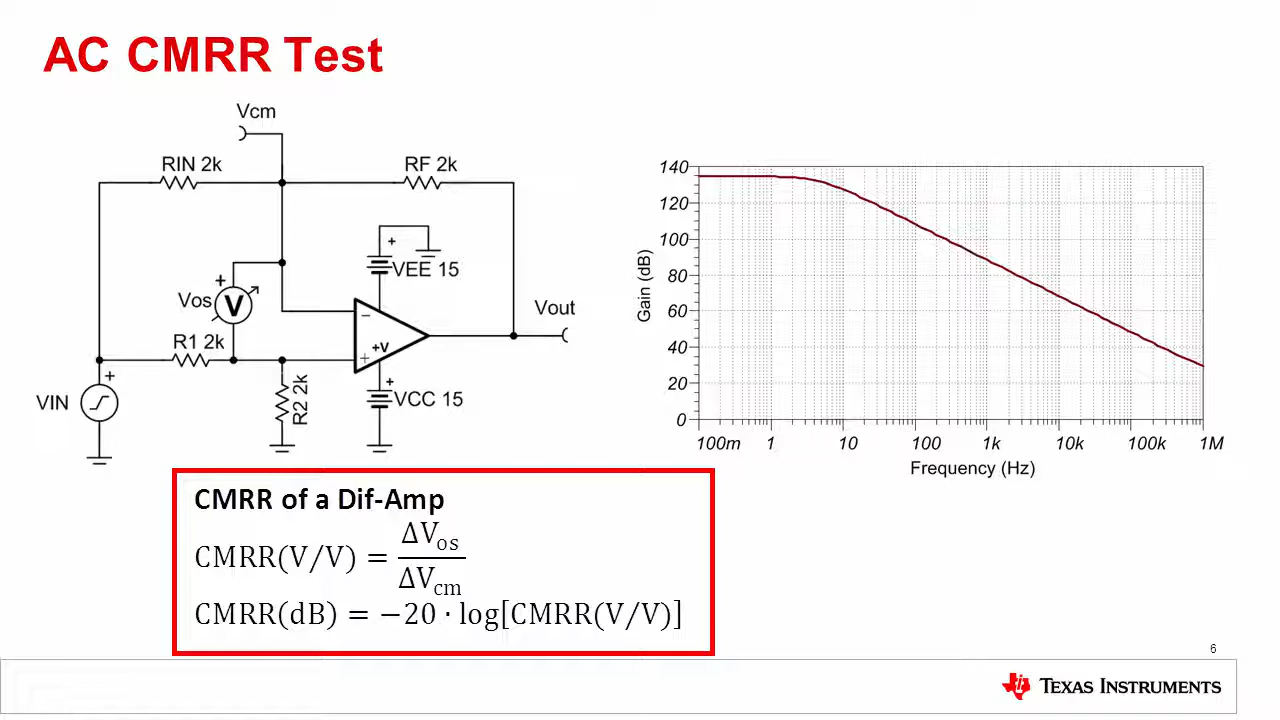 AC CMRR Test
Vcm
RIN 2k
RF 2k
+
VEE 15
+
Vos
V
Vout
R1 2k
−
+
+V
+
VIN
+
R2 2k
VCC 15
140
120
100
80
60
40
20
0
Gain (dB)
100m 1 10 100 1k 10k 100k 1M
Frequency (Hz)
CMRR of a Dif-Amp
CMRR(V/V) = ΔVos / ΔVcm
CMRR(dB) = −20 · log[CMRR(V/V)]
6
TEXAS INSTRUMENTS